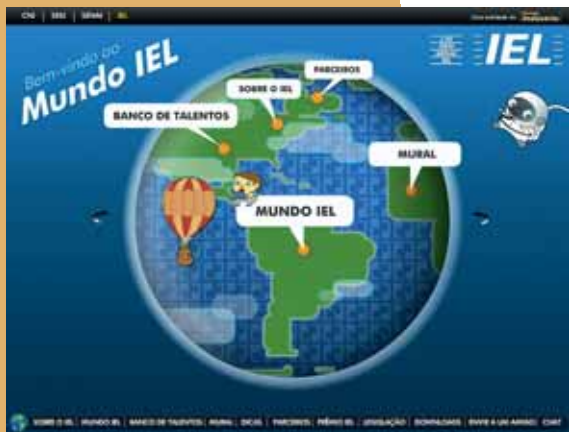 CNI | SESI | SENAI | IEL
Bem-vindo ao
Mundo IEL
IEL
PARCEIROS
SOBRE O IEL
BANCO DE TALENTOS
MURAL
MUNDO IEL
SOBRE O IEL | MUNDO IEL | BANCO DE TALENTOS | MURAL | DICAS | PARCEIROS | PRÊMIO IEL | LEGISLAÇÃO | DOWNLOADS | ENVIE A UM AMIGO | CHAT